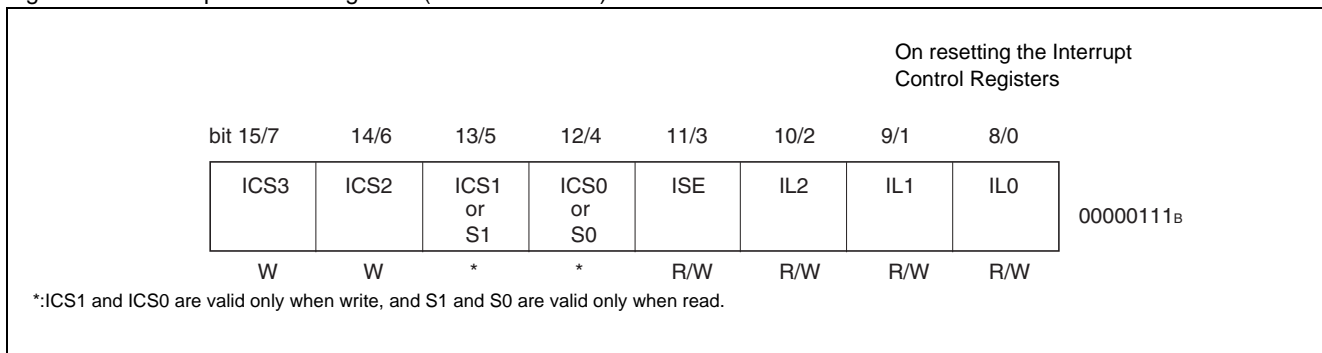 On resetting the Interrupt
Control Registers
bit 15/7 14/6 13/5 12/4 11/3 10/2 9/1 8/0
ICS3 ICS2 ICS1 ICS0 ISE IL2 IL1 IL0
or or
S1 S0
00000111B
W W * * R/W R/W R/W R/W
*:ICS1 and ICS0 are valid only when write, and S1 and S0 are valid only when read.